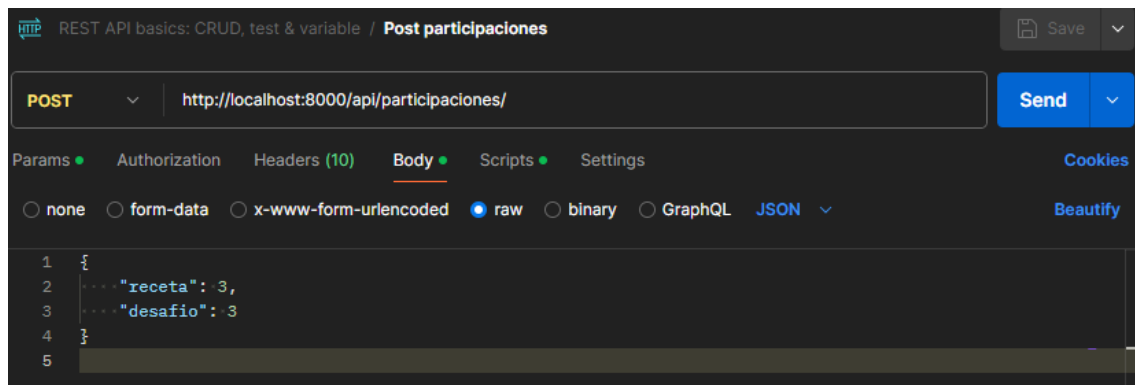 HTTP REST API basics: CRUD, test & variable / Post participaciones Save
POST http://localhost:8000/api/participaciones/ Send
Params Authorization Headers (10) Body Scripts Settings Cookies
none form-data x-www-form-urlencoded raw binary GraphQL JSON Beautify
1 {
2 "receta": 3,
3 "desafio": 3
4 }
5